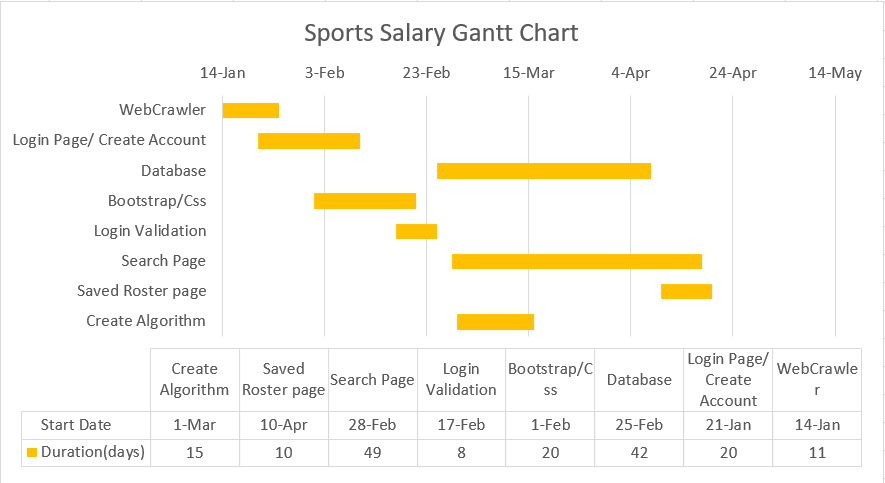 Sports Salary Gantt Chart
14-Jan 3-Feb 23-Feb 15-Mar 4-Apr 24-Apr 14-May
WebCrawler
Login Page/ Create Account
Database
Bootstrap/Css
Login Validation
Search Page
Saved Roster page
Create Algorithm
Create Algorithm Saved Roster page Search Page Login Validation Bootstrap/Css Database Login Page/ Create Account WebCrawler
Start Date 1-Mar 10-Apr 28-Feb 17-Feb 1-Feb 25-Feb 21-Jan 14-Jan
Duration(days) 15 10 49 8 20 42 20 11